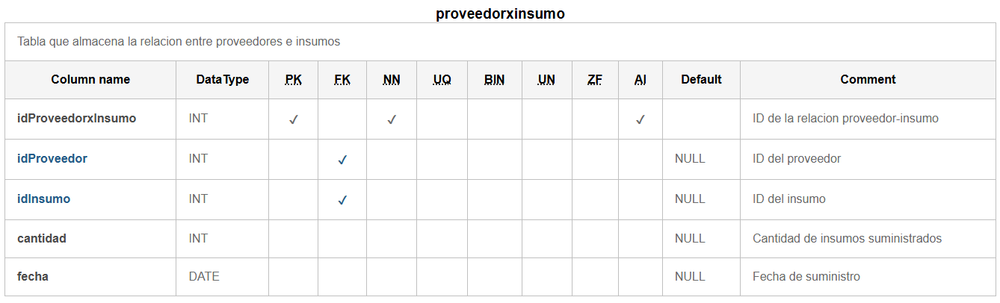 proveedorxinsumo
Tabla que almacena la relacion entre proveedores e insumos
Column name DataType PK FK NN UQ BIN UN ZF AI Default Comment
idProveedorxInsumo INT ✓ ✓ ✓ ID de la relacion proveedor-insumo
idProveedor INT ✓ NULL ID del proveedor
idInsumo INT ✓ NULL ID del insumo
cantidad INT NULL Cantidad de insumos suministrados
fecha DATE NULL Fecha de suministro